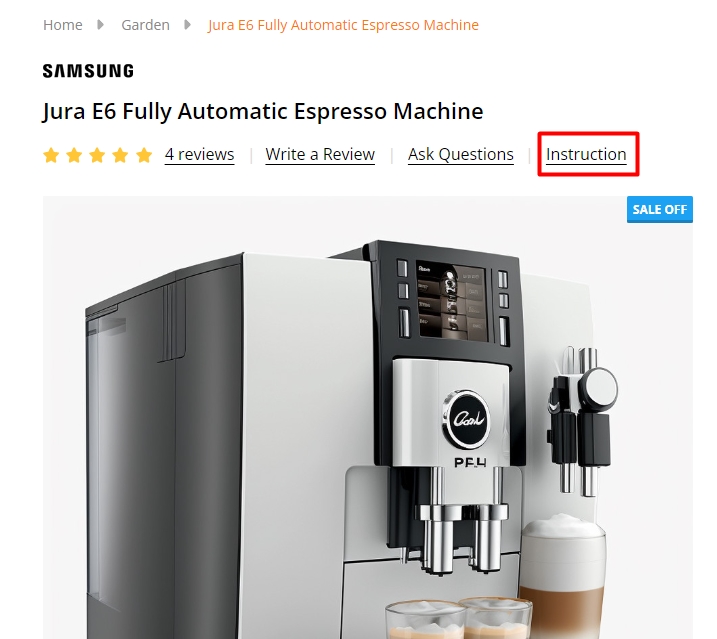 Home Garden Jura E6 Fully Automatic Espresso Machine
SAMSUNG
Jura E6 Fully Automatic Espresso Machine
4 reviews | Write a Review | Ask Questions | Instruction
SALE OFF